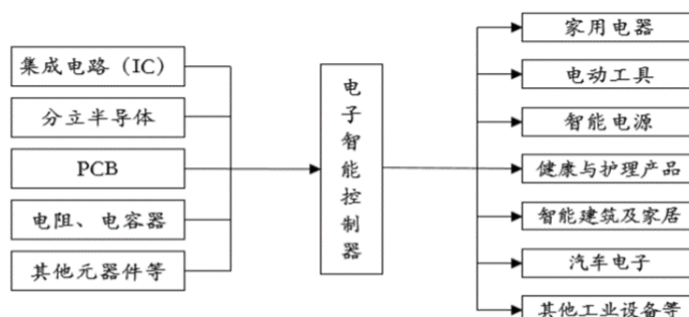 集成电路（IC）
分立半导体
PCB
电阻、电容器
其他元器件等
电子智能控制器
家用电器
电动工具
智能电源
健康与护理产品
智能建筑及家居
汽车电子
其他工业设备等